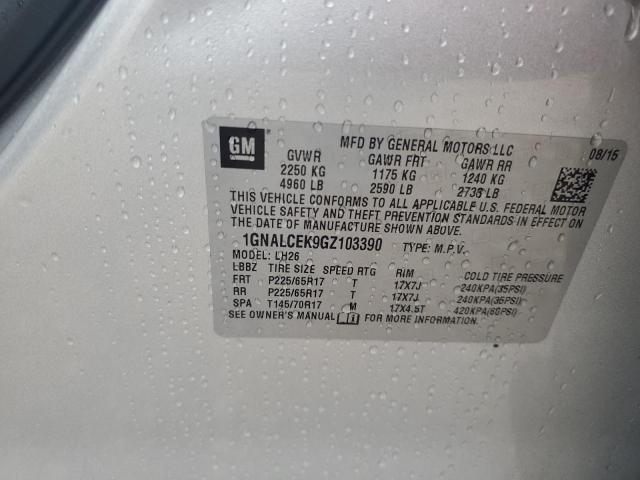 GM
MFD BY GENERAL MOTORS LLC
08/15
GVWR GAWR FRT GAWR RR
2250 KG 1175 KG 1240 KG
4960 LB 2590 LB 2733 LB
THIS VEHICLE CONFORMS TO ALL APPLICABLE U.S. FEDERAL MOTOR
VEHICLE SAFETY AND THEFT PREVENTION STANDARDS IN EFFECT ON
THE DATE OF MANUFACTURE SHOWN ABOVE.
1GNALCEK9GZ103390 TYPE: M.P.V.
MODEL: LH26
LBBZ TIRE SIZE SPEED RTG RIM COLD TIRE PRESSURE
FRT P225/65R17 T 17X7J 240KPA(35PSI)
RR P225/65R17 T 17X7J 240KPA(35PSI)
SPA T145/70R17 M 17X4.5T 420KPA(60PSI)
SEE OWNER'S MANUAL FOR MORE INFORMATION.